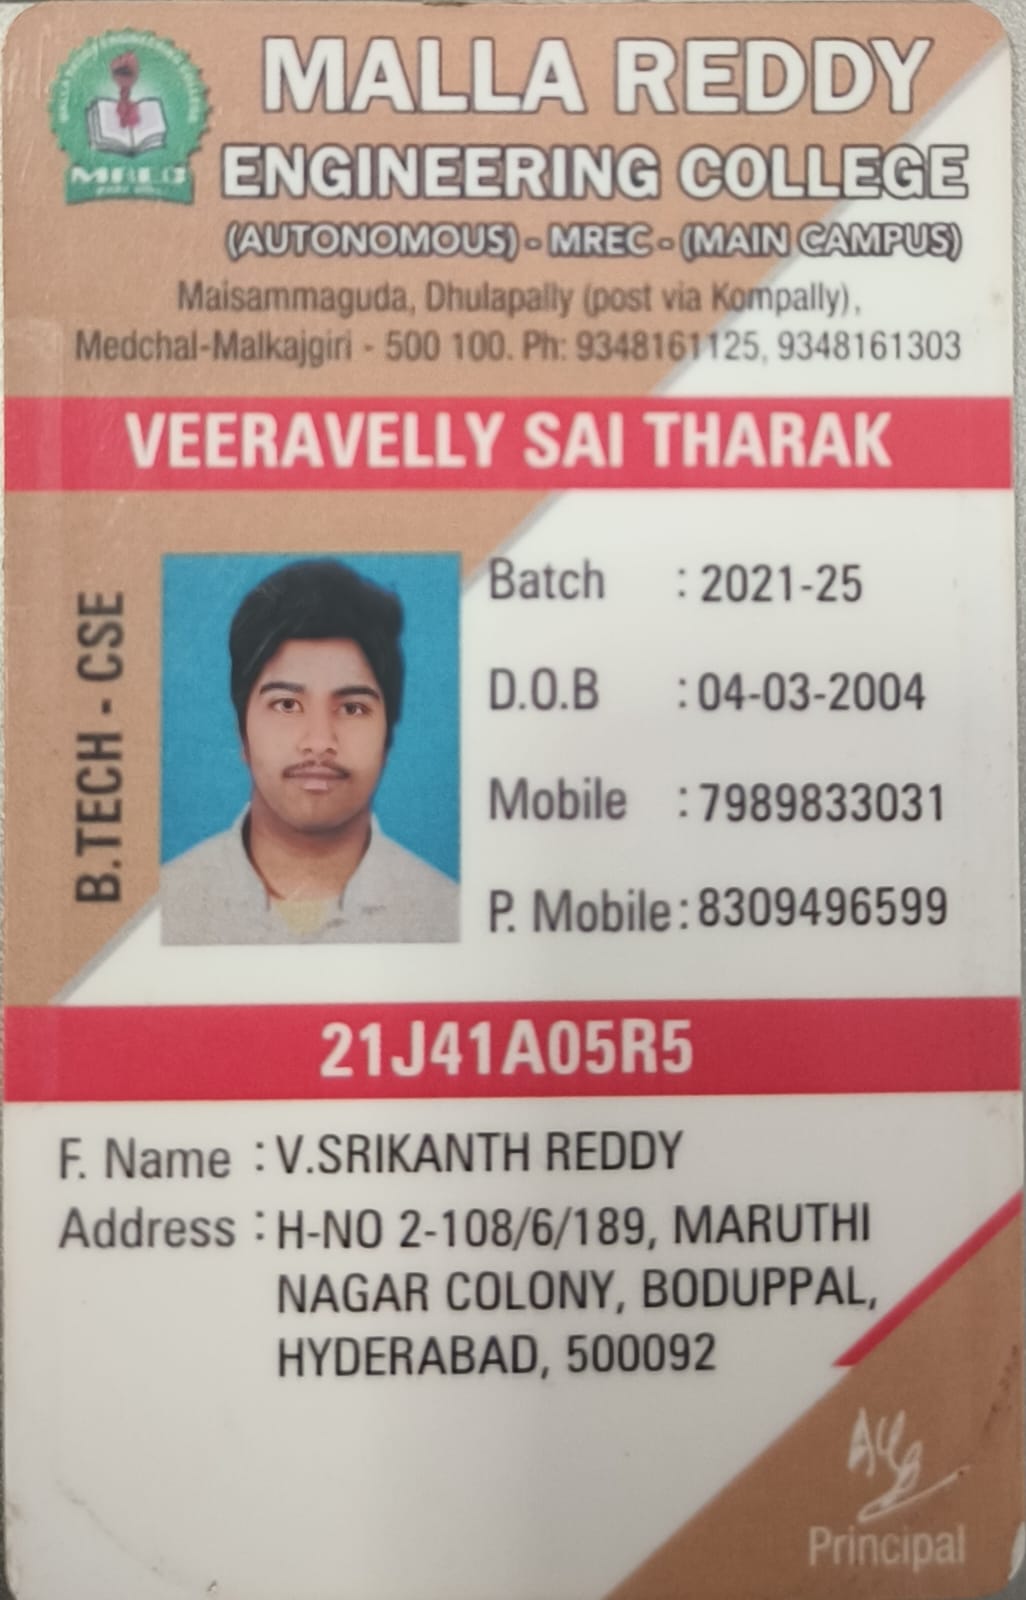 MALLA REDDY
ENGINEERING COLLEGE
(AUTONOMOUS) - MREC - (MAIN CAMPUS)
Maisammaguda, Dhulapally (post via Kompally),
Medchal-Malkajgiri - 500 100. Ph: 9348161125, 9348161303
VEERAVELLY SAI THARAK
B.TECH - CSE
Batch : 2021-25
D.O.B : 04-03-2004
Mobile : 7989833031
P. Mobile : 8309496599
21J41A05R5
F. Name : V.SRIKANTH REDDY
Address : H-NO 2-108/6/189, MARUTHI
NAGAR COLONY, BODUPPAL,
HYDERABAD, 500092
Principal